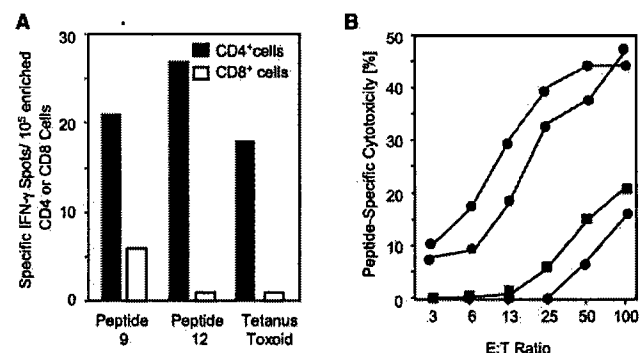 A
Specific IFN-γ Spots/ 10⁵ enriched
CD4 or CD8 Cells
30
20
10
0
CD4⁺cells
CD8⁺ cells
Peptide
9
Peptide
12
Tetanus
Toxoid
B
Peptide-Specific Cytotoxicity [%]
50
40
30
20
10
0
3
6
13
25
50
100
E:T Ratio